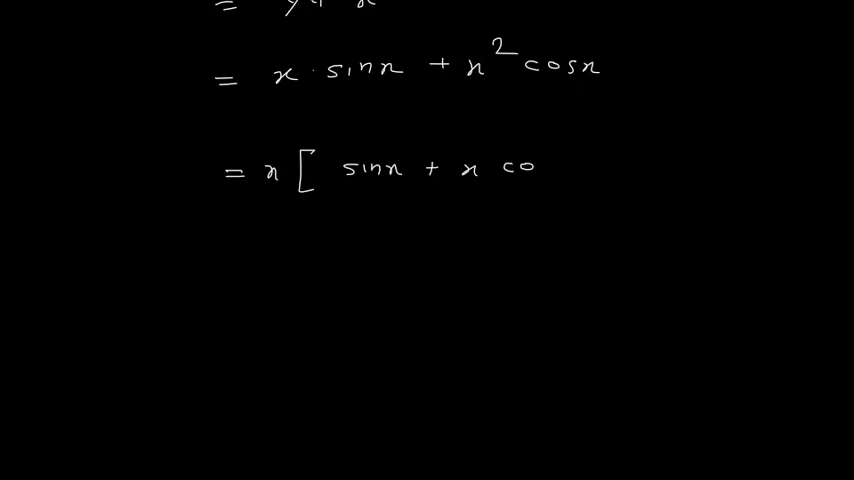 =
= x · sinx + x² cosx
= x [ sinx + x co